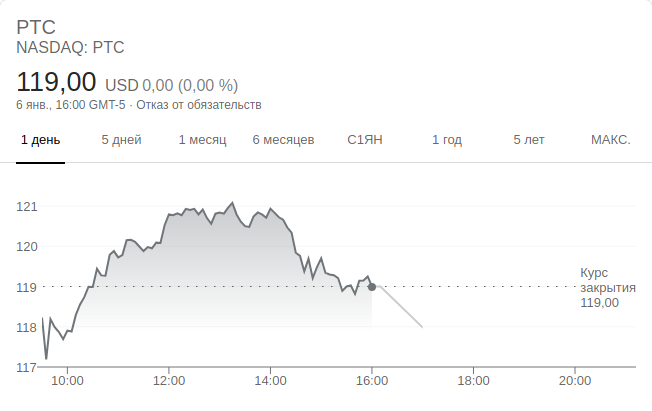 PTC
NASDAQ: PTC
119,00 USD 0,00 (0,00 %)
6 янв., 16:00 GMT-5 · Отказ от обязательств
1 день 5 дней 1 месяц 6 месяцев С1ЯН 1 год 5 лет МАКС.
121
120
119
118
117
Курс
закрытия
119,00
10:00 12:00 14:00 16:00 18:00 20:00